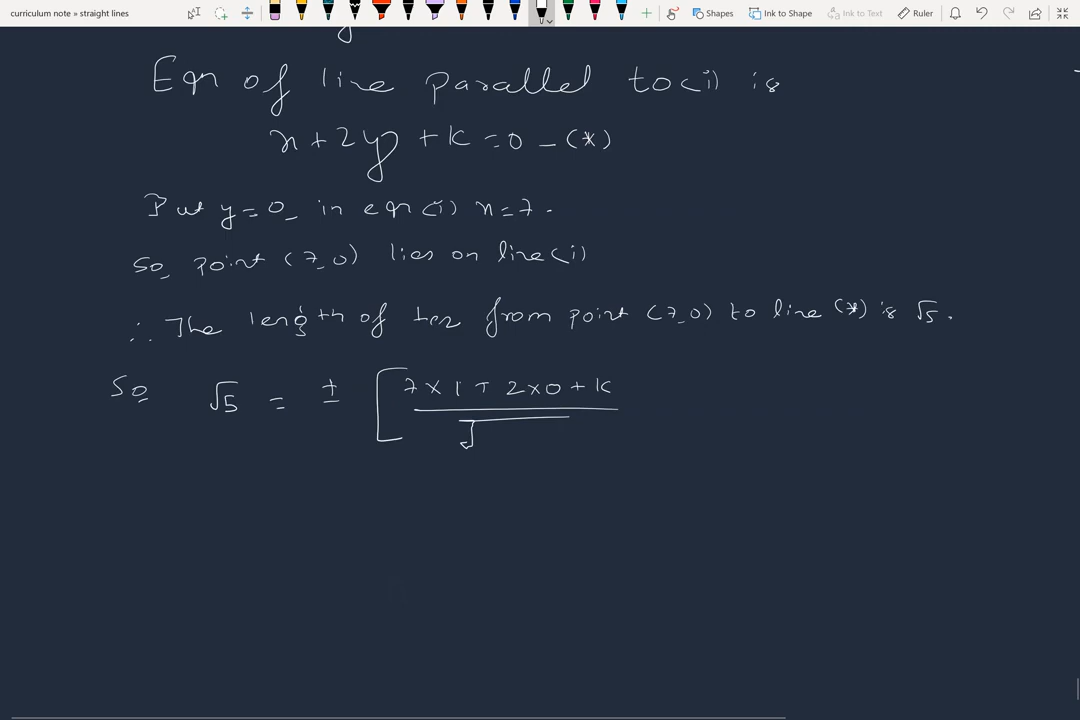 curriculum note » straight lines
Shapes Ink to Shape Ink to Text Ruler
Eqn of line parallel to (i) is
x + 2y + k = 0 - (*)
Put y = 0 in eqn (i) x = 7.
So, point (7, 0) lies on line (i)
∴ The length of from point (7, 0) to line (*) is √5.
So √5 = ± [ 7 × 1 + 2 × 0 + k
√